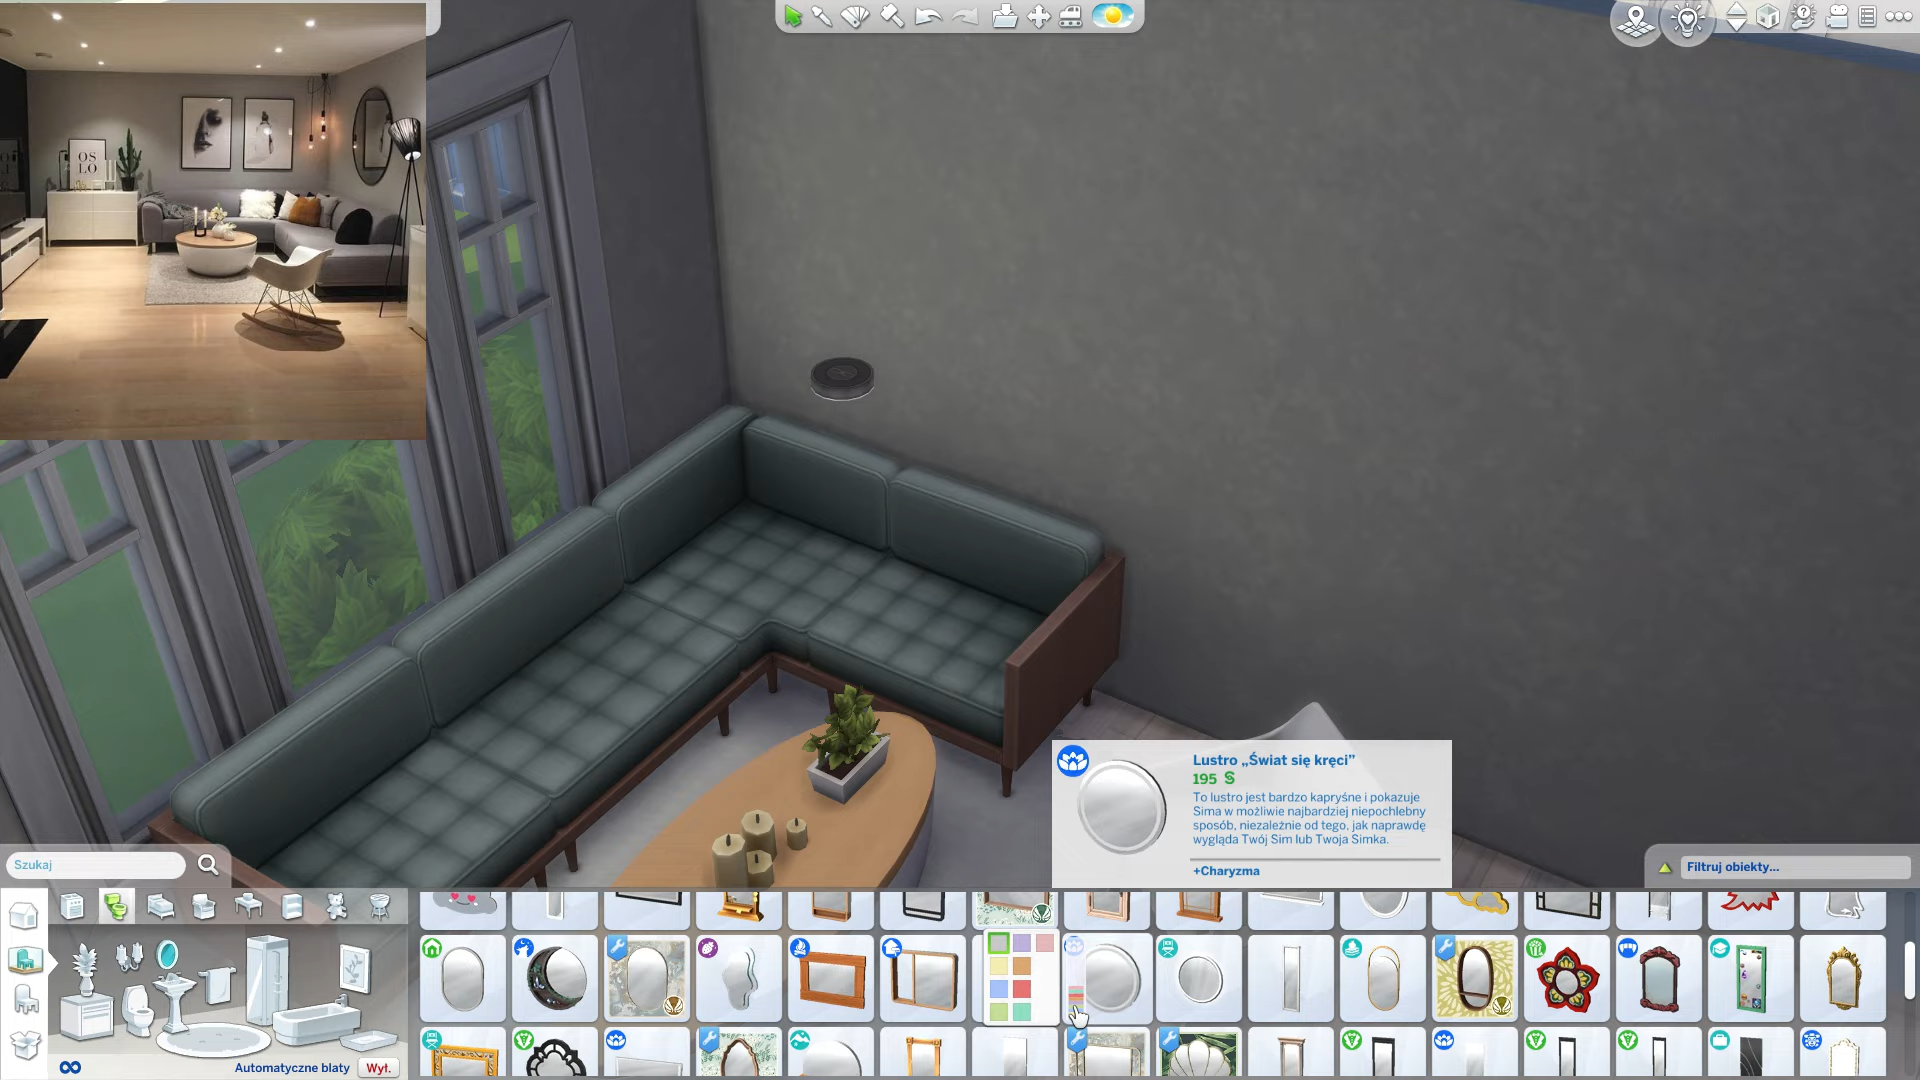 OS
LO
Lustro „Świat się kręci”
195 §
To lustro jest bardzo kapryśne i pokazuje
Sima w możliwie najbardziej niepochlebny
sposób, niezależnie od tego, jak naprawdę
wygląda Twój Sim lub Twoja Simka.
+Charyzma
Szukaj
Filtruj obiekty...
Automatyczne blaty
Wył.